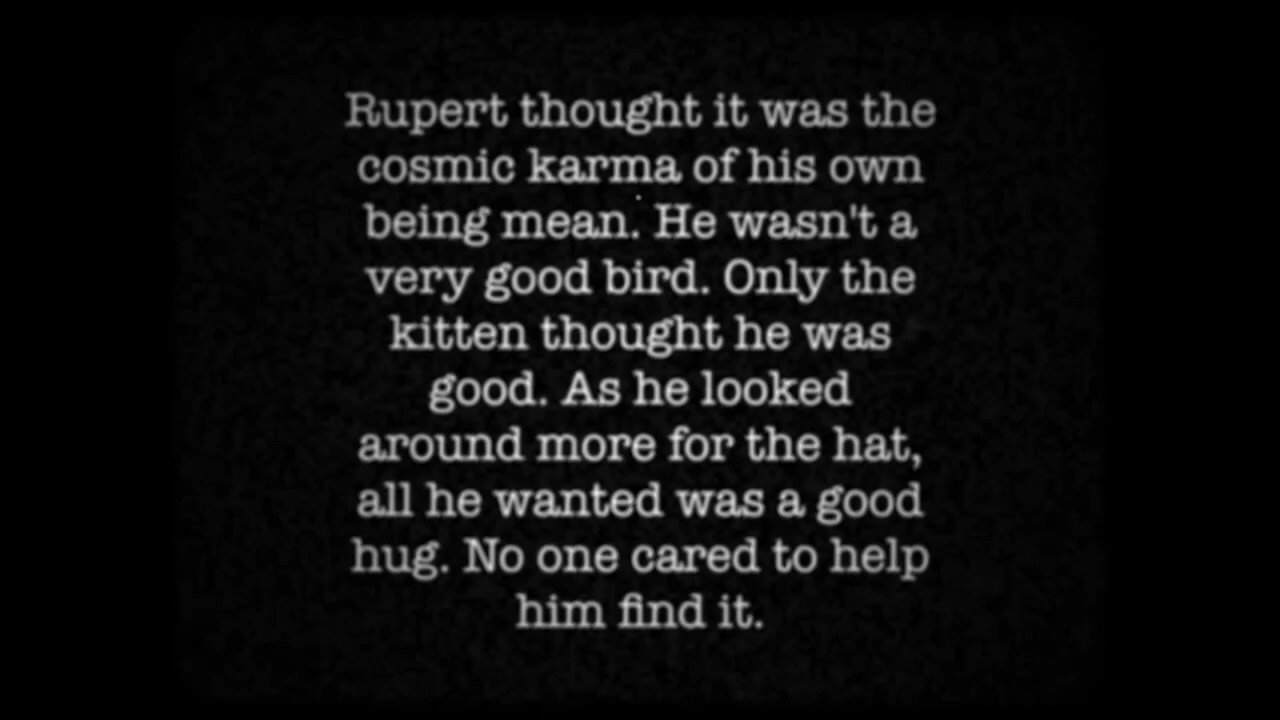 Rupert thought it was the
cosmic karma of his own
being mean. He wasn't a
very good bird. Only the
kitten thought he was
good. As he looked
around more for the hat,
all he wanted was a good
hug. No one cared to help
him find it.